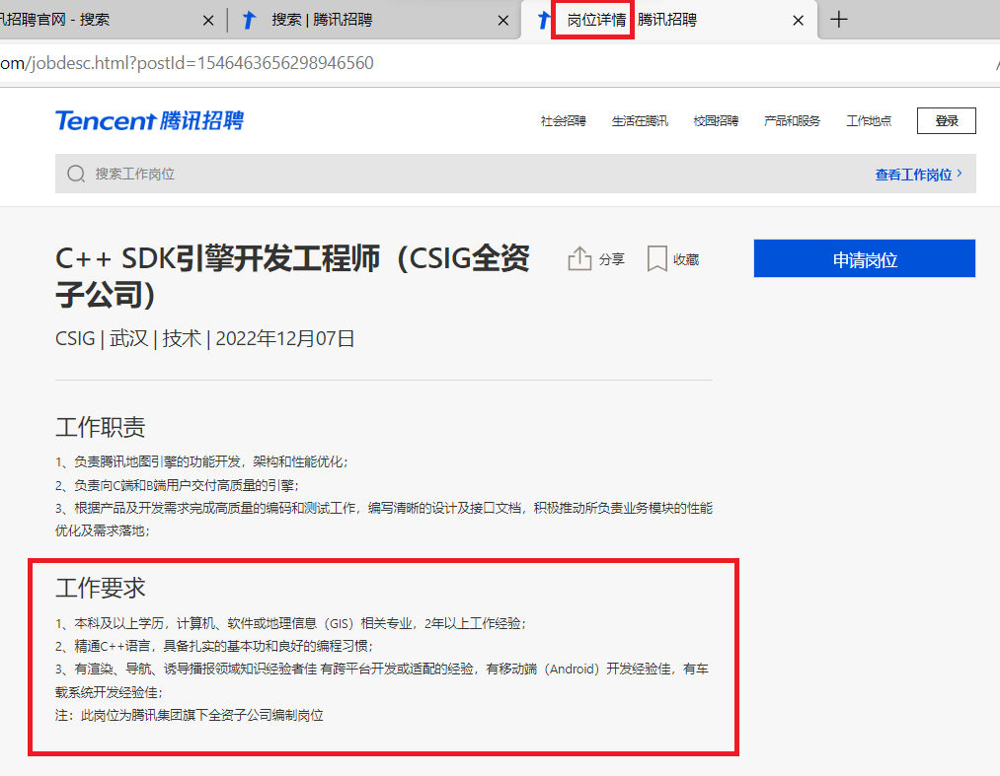 讯招聘官网 - 搜索
搜索 | 腾讯招聘
岗位详情 腾讯招聘
om/jobdesc.html?postId=1546463656298946560
Tencent 腾讯招聘
社会招聘 生活在腾讯 校园招聘 产品和服务 工作地点 登录
搜索工作岗位 查看工作岗位
C++ SDK引擎开发工程师（CSIG全资
子公司）
分享 收藏 申请岗位
CSIG | 武汉 | 技术 | 2022年12月07日
工作职责
1、负责腾讯地图引擎的功能开发，架构和性能优化；
2、负责向C端和B端用户交付高质量的引擎；
3、根据产品及开发需求完成高质量的编码和测试工作，编写清晰的设计及接口文档，积极推动所负责业务模块的性能
优化及需求落地；
工作要求
1、本科及以上学历，计算机、软件或地理信息（GIS）相关专业，2年以上工作经验；
2、精通C++语言，具备扎实的基本功和良好的编程习惯；
3、有渲染、导航、诱导播报领域知识经验者佳 有跨平台开发或适配的经验，有移动端（Android）开发经验佳，有车
载系统开发经验佳；
注：此岗位为腾讯集团旗下全资子公司编制岗位